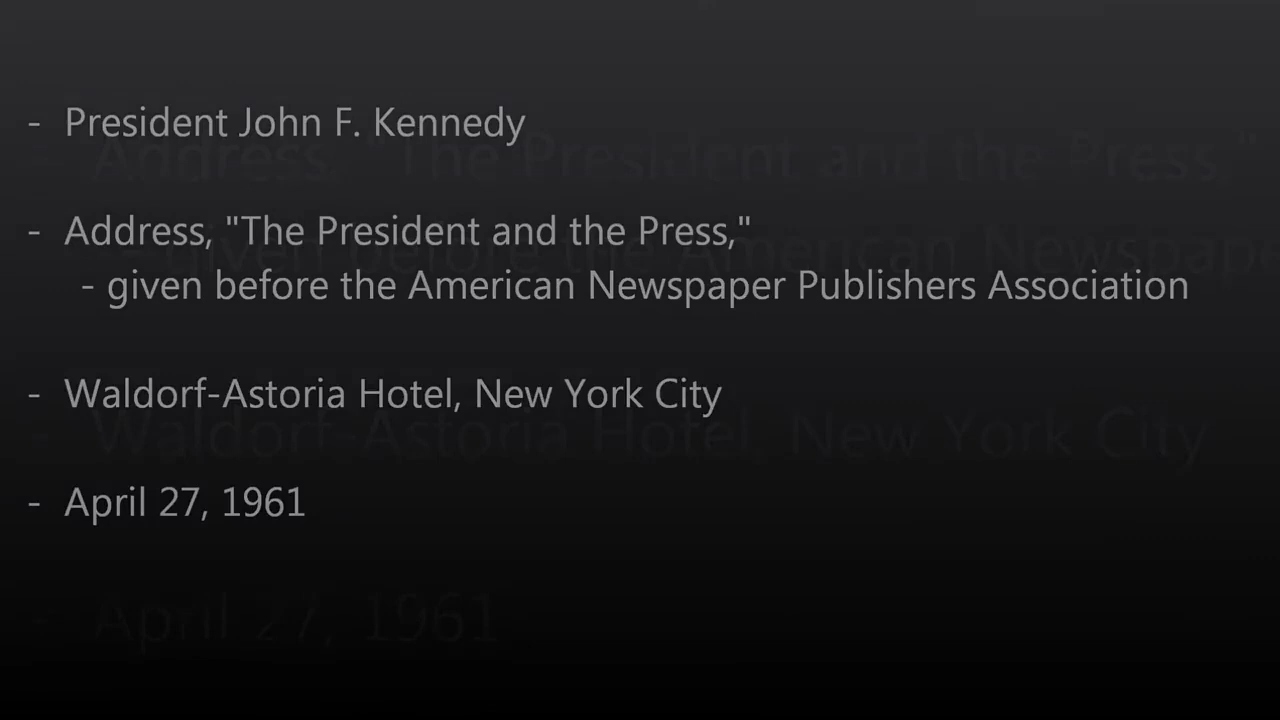 - President John F. Kennedy
- Address, "The President and the Press,"
- given before the American Newspaper Publishers Association
- Waldorf-Astoria Hotel, New York City
- April 27, 1961